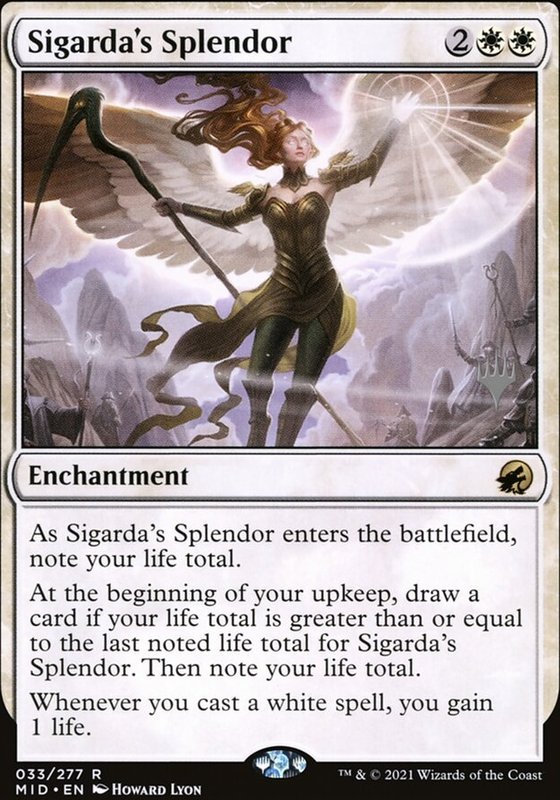 Sigarda's Splendor 2
Enchantment
As Sigarda's Splendor enters the battlefield,
note your life total.
At the beginning of your upkeep, draw a
card if your life total is greater than or equal
to the last noted life total for Sigarda's
Splendor. Then note your life total.
Whenever you cast a white spell, you gain
1 life.
033/277 R
MID • EN Howard Lyon
™ & © 2021 Wizards of the Coast